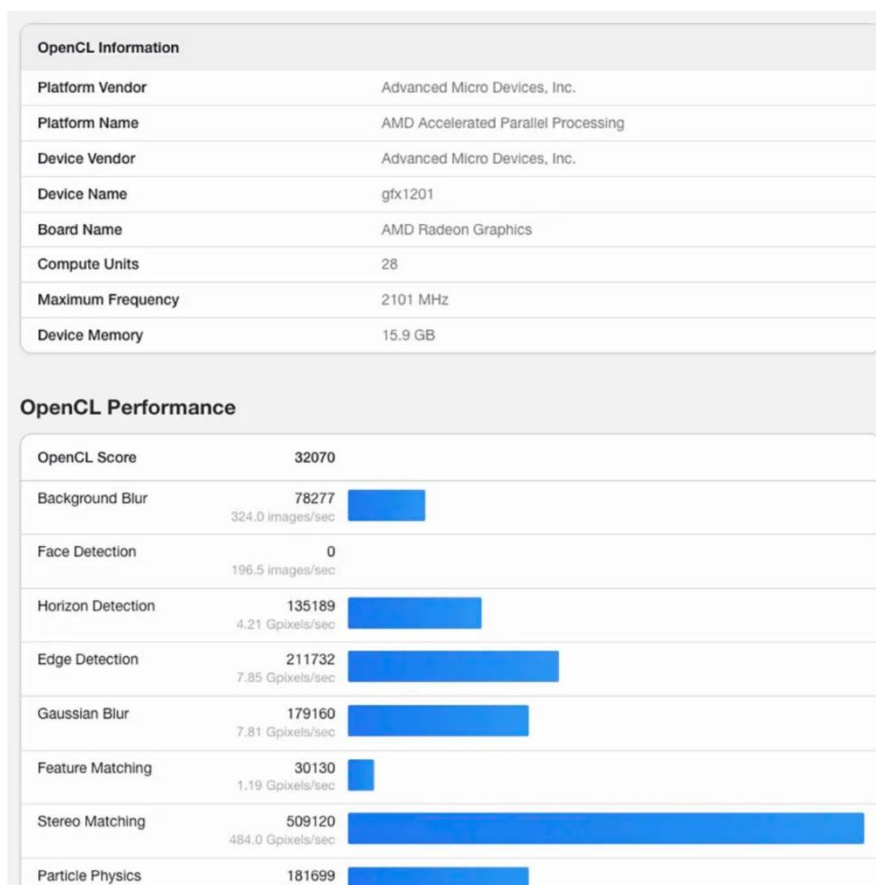 OpenCL Information
Platform Vendor Advanced Micro Devices, Inc.
Platform Name AMD Accelerated Parallel Processing
Device Vendor Advanced Micro Devices, Inc.
Device Name gfx1201
Board Name AMD Radeon Graphics
Compute Units 28
Maximum Frequency 2101 MHz
Device Memory 15.9 GB
OpenCL Performance
OpenCL Score 32070
Background Blur 78277
324.0 images/sec
Face Detection 0
196.5 images/sec
Horizon Detection 135189
4.21 Gpixels/sec
Edge Detection 211732
7.85 Gpixels/sec
Gaussian Blur 179160
7.81 Gpixels/sec
Feature Matching 30130
1.19 Gpixels/sec
Stereo Matching 509120
484.0 Gpixels/sec
Particle Physics 181699